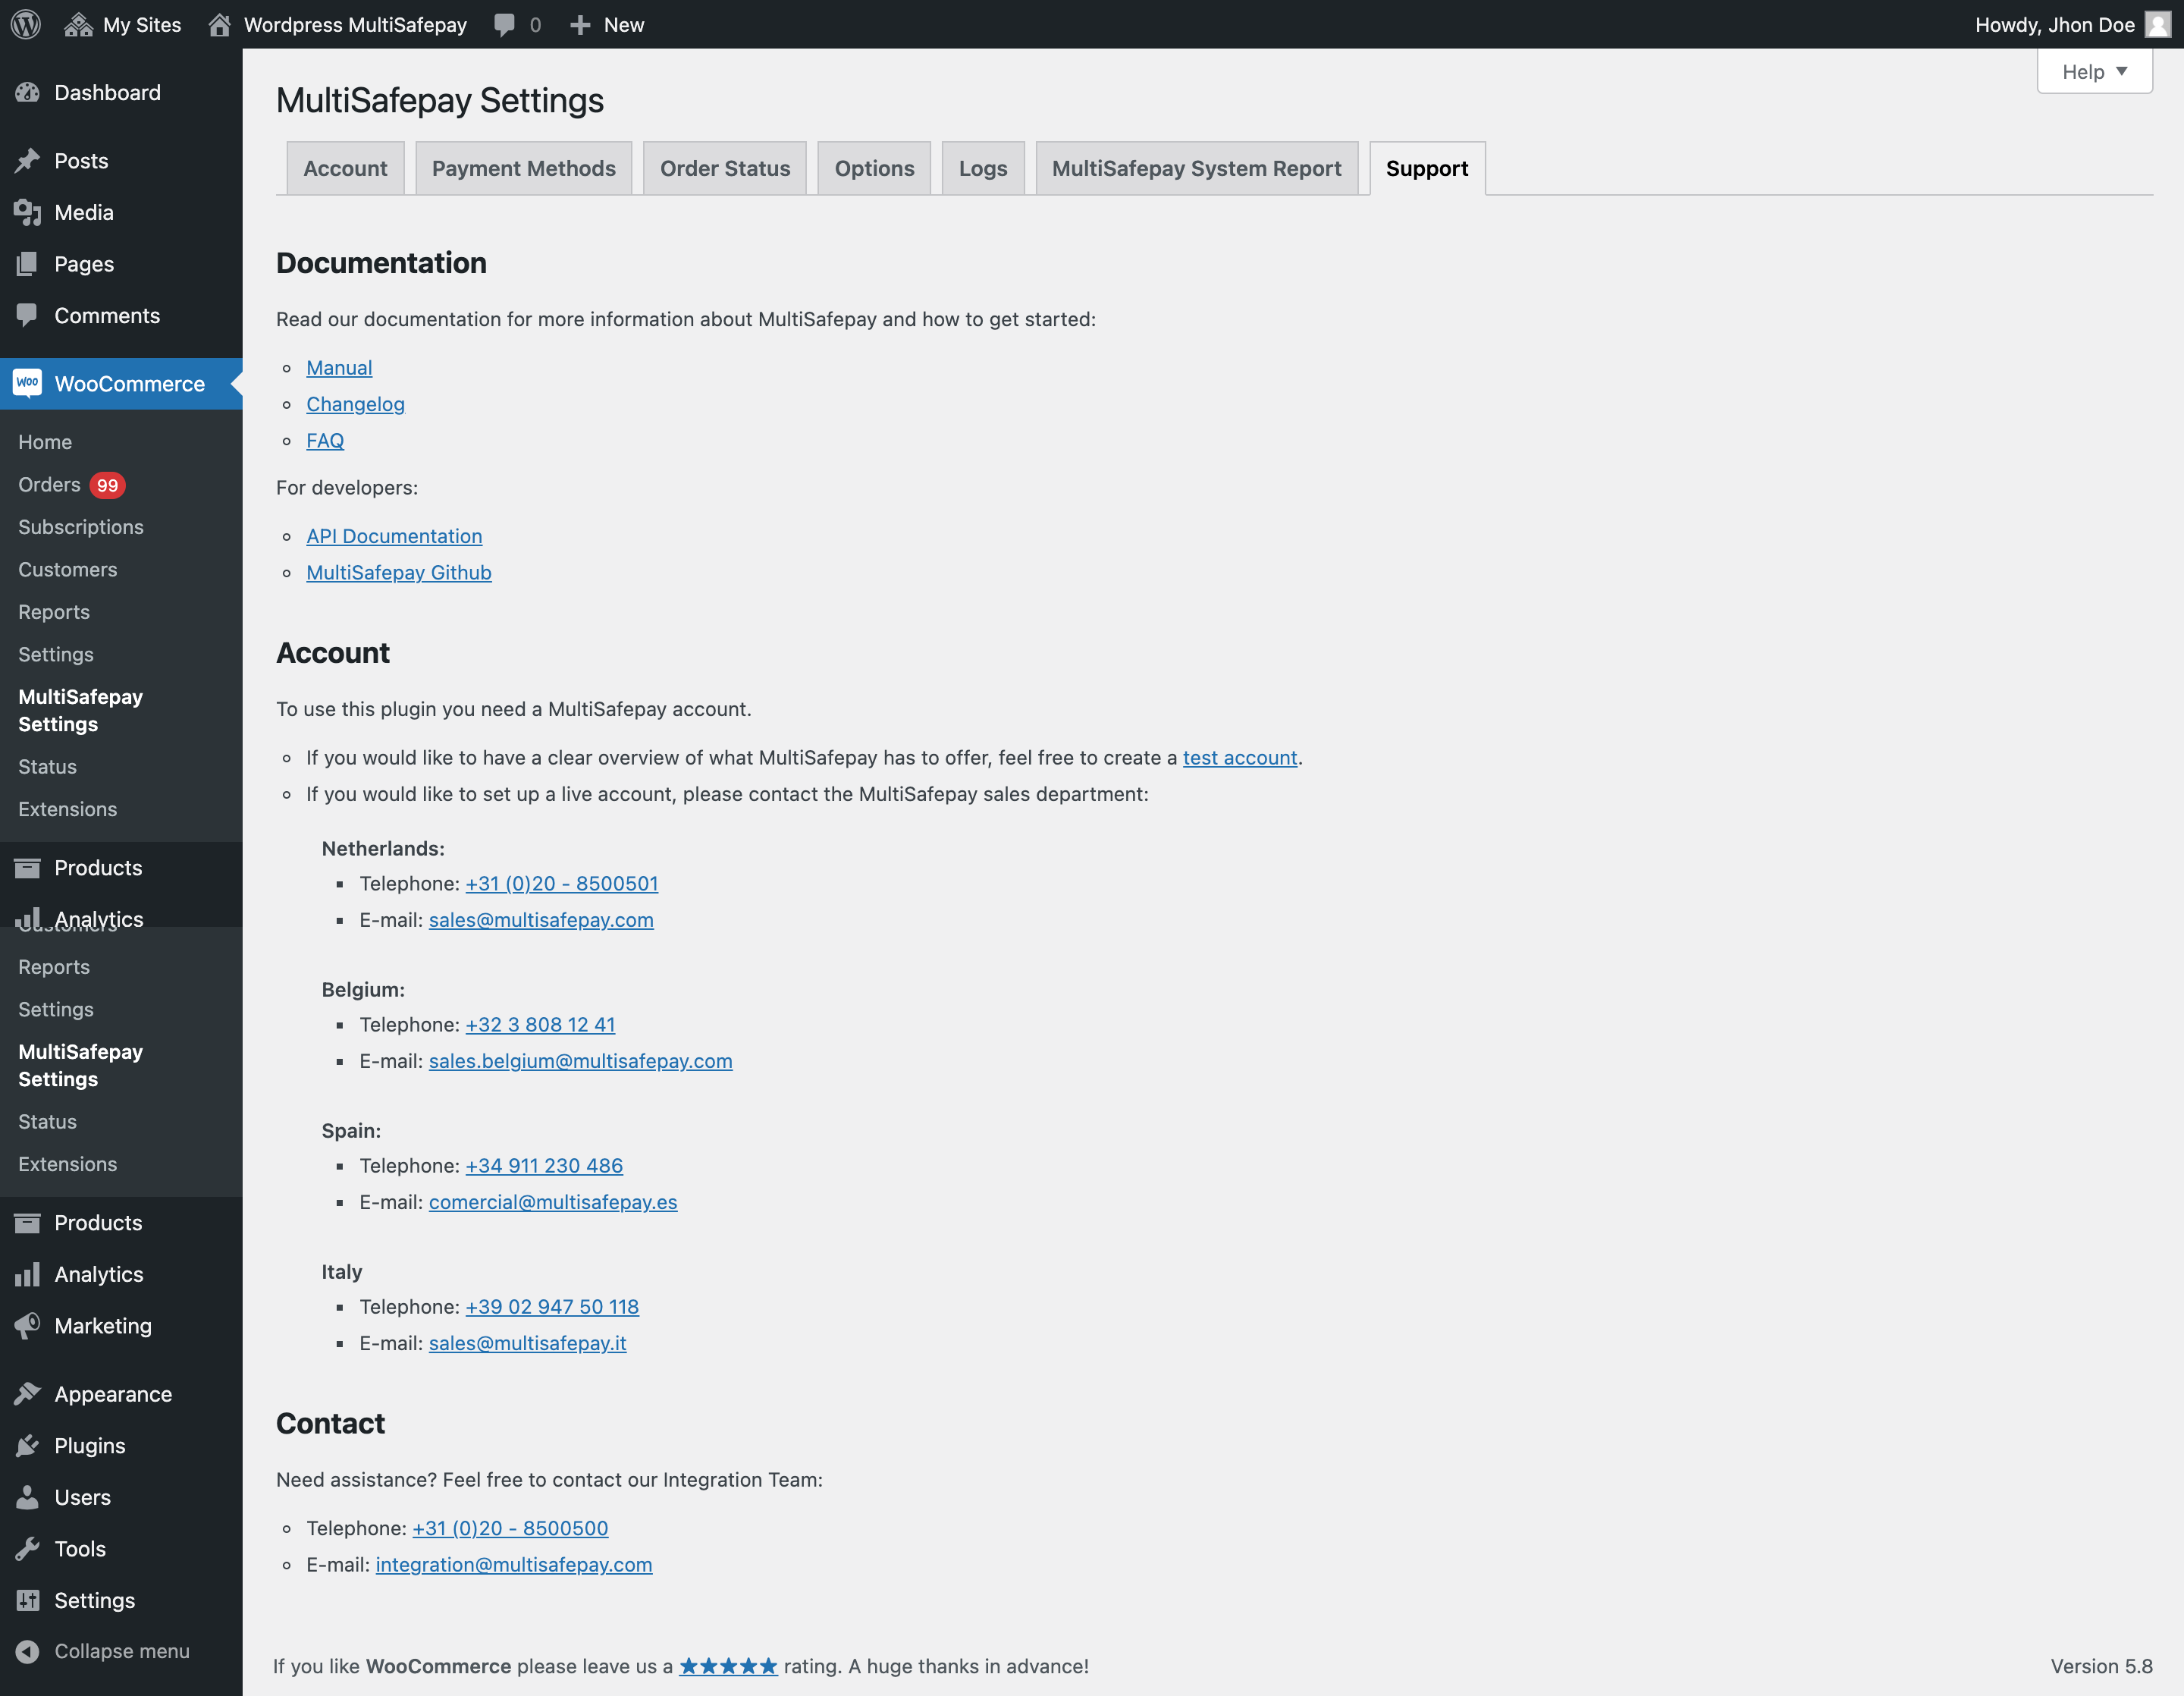 My Sites
Wordpress MultiSafepay
0
New
Howdy, Jhon Doe
Help
Dashboard
Posts
Media
Pages
Comments
Woo
WooCommerce
Home
Orders 99
Subscriptions
Customers
Reports
Settings
MultiSafepay
Settings
Status
Extensions
Products
Analytics
Customers
Reports
Settings
MultiSafepay
Settings
Status
Extensions
Products
Analytics
Marketing
Appearance
Plugins
Users
Tools
Settings
Collapse menu
MultiSafepay Settings
Account
Payment Methods
Order Status
Options
Logs
MultiSafepay System Report
Support
Documentation
Read our documentation for more information about MultiSafepay and how to get started:
Manual
Changelog
FAQ
For developers:
API Documentation
MultiSafepay Github
Account
To use this plugin you need a MultiSafepay account.
If you would like to have a clear overview of what MultiSafepay has to offer, feel free to create a test account.
If you would like to set up a live account, please contact the MultiSafepay sales department:
Netherlands:
Telephone: +31 (0)20 - 8500501
E-mail: sales@multisafepay.com
Belgium:
Telephone: +32 3 808 12 41
E-mail: sales.belgium@multisafepay.com
Spain:
Telephone: +34 911 230 486
E-mail: comercial@multisafepay.es
Italy
Telephone: +39 02 947 50 118
E-mail: sales@multisafepay.it
Contact
Need assistance? Feel free to contact our Integration Team:
Telephone: +31 (0)20 - 8500500
E-mail: integration@multisafepay.com
If you like WooCommerce please leave us a ★★★★★ rating. A huge thanks in advance!
Version 5.8